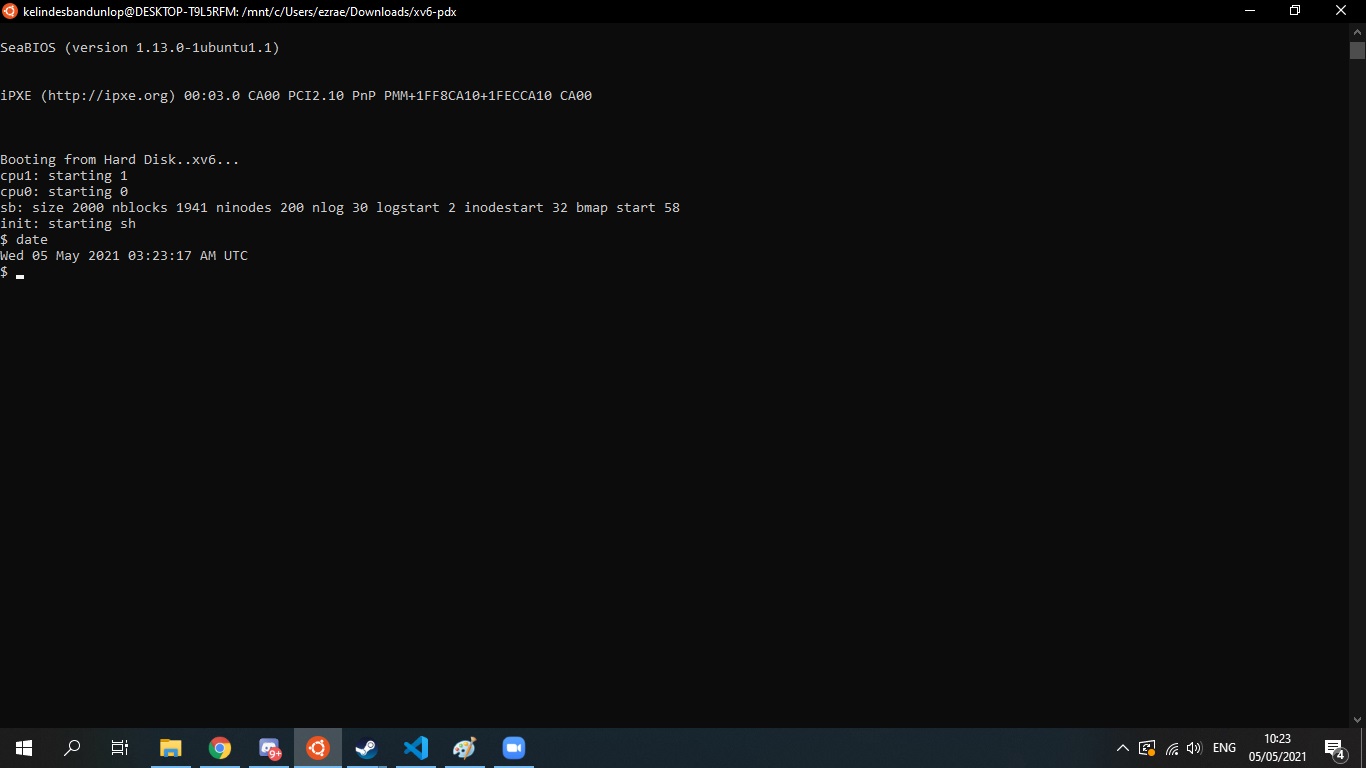 kelindesbandunlop@DESKTOP-T9L5RFM: /mnt/c/Users/ezrae/Downloads/xv6-pdx
SeaBIOS (version 1.13.0-1ubuntu1.1)
iPXE (http://ipxe.org) 00:03.0 CA00 PCI2.10 PnP PMM+1FF8CA10+1FECCA10 CA00
Booting from Hard Disk..xv6...
cpu1: starting 1
cpu0: starting 0
sb: size 2000 nblocks 1941 ninodes 200 nlog 30 logstart 2 inodestart 32 bmap start 58
init: starting sh
$ date
Wed 05 May 2021 03:23:17 AM UTC
$
9+
ENG
10:23
05/05/2021
4